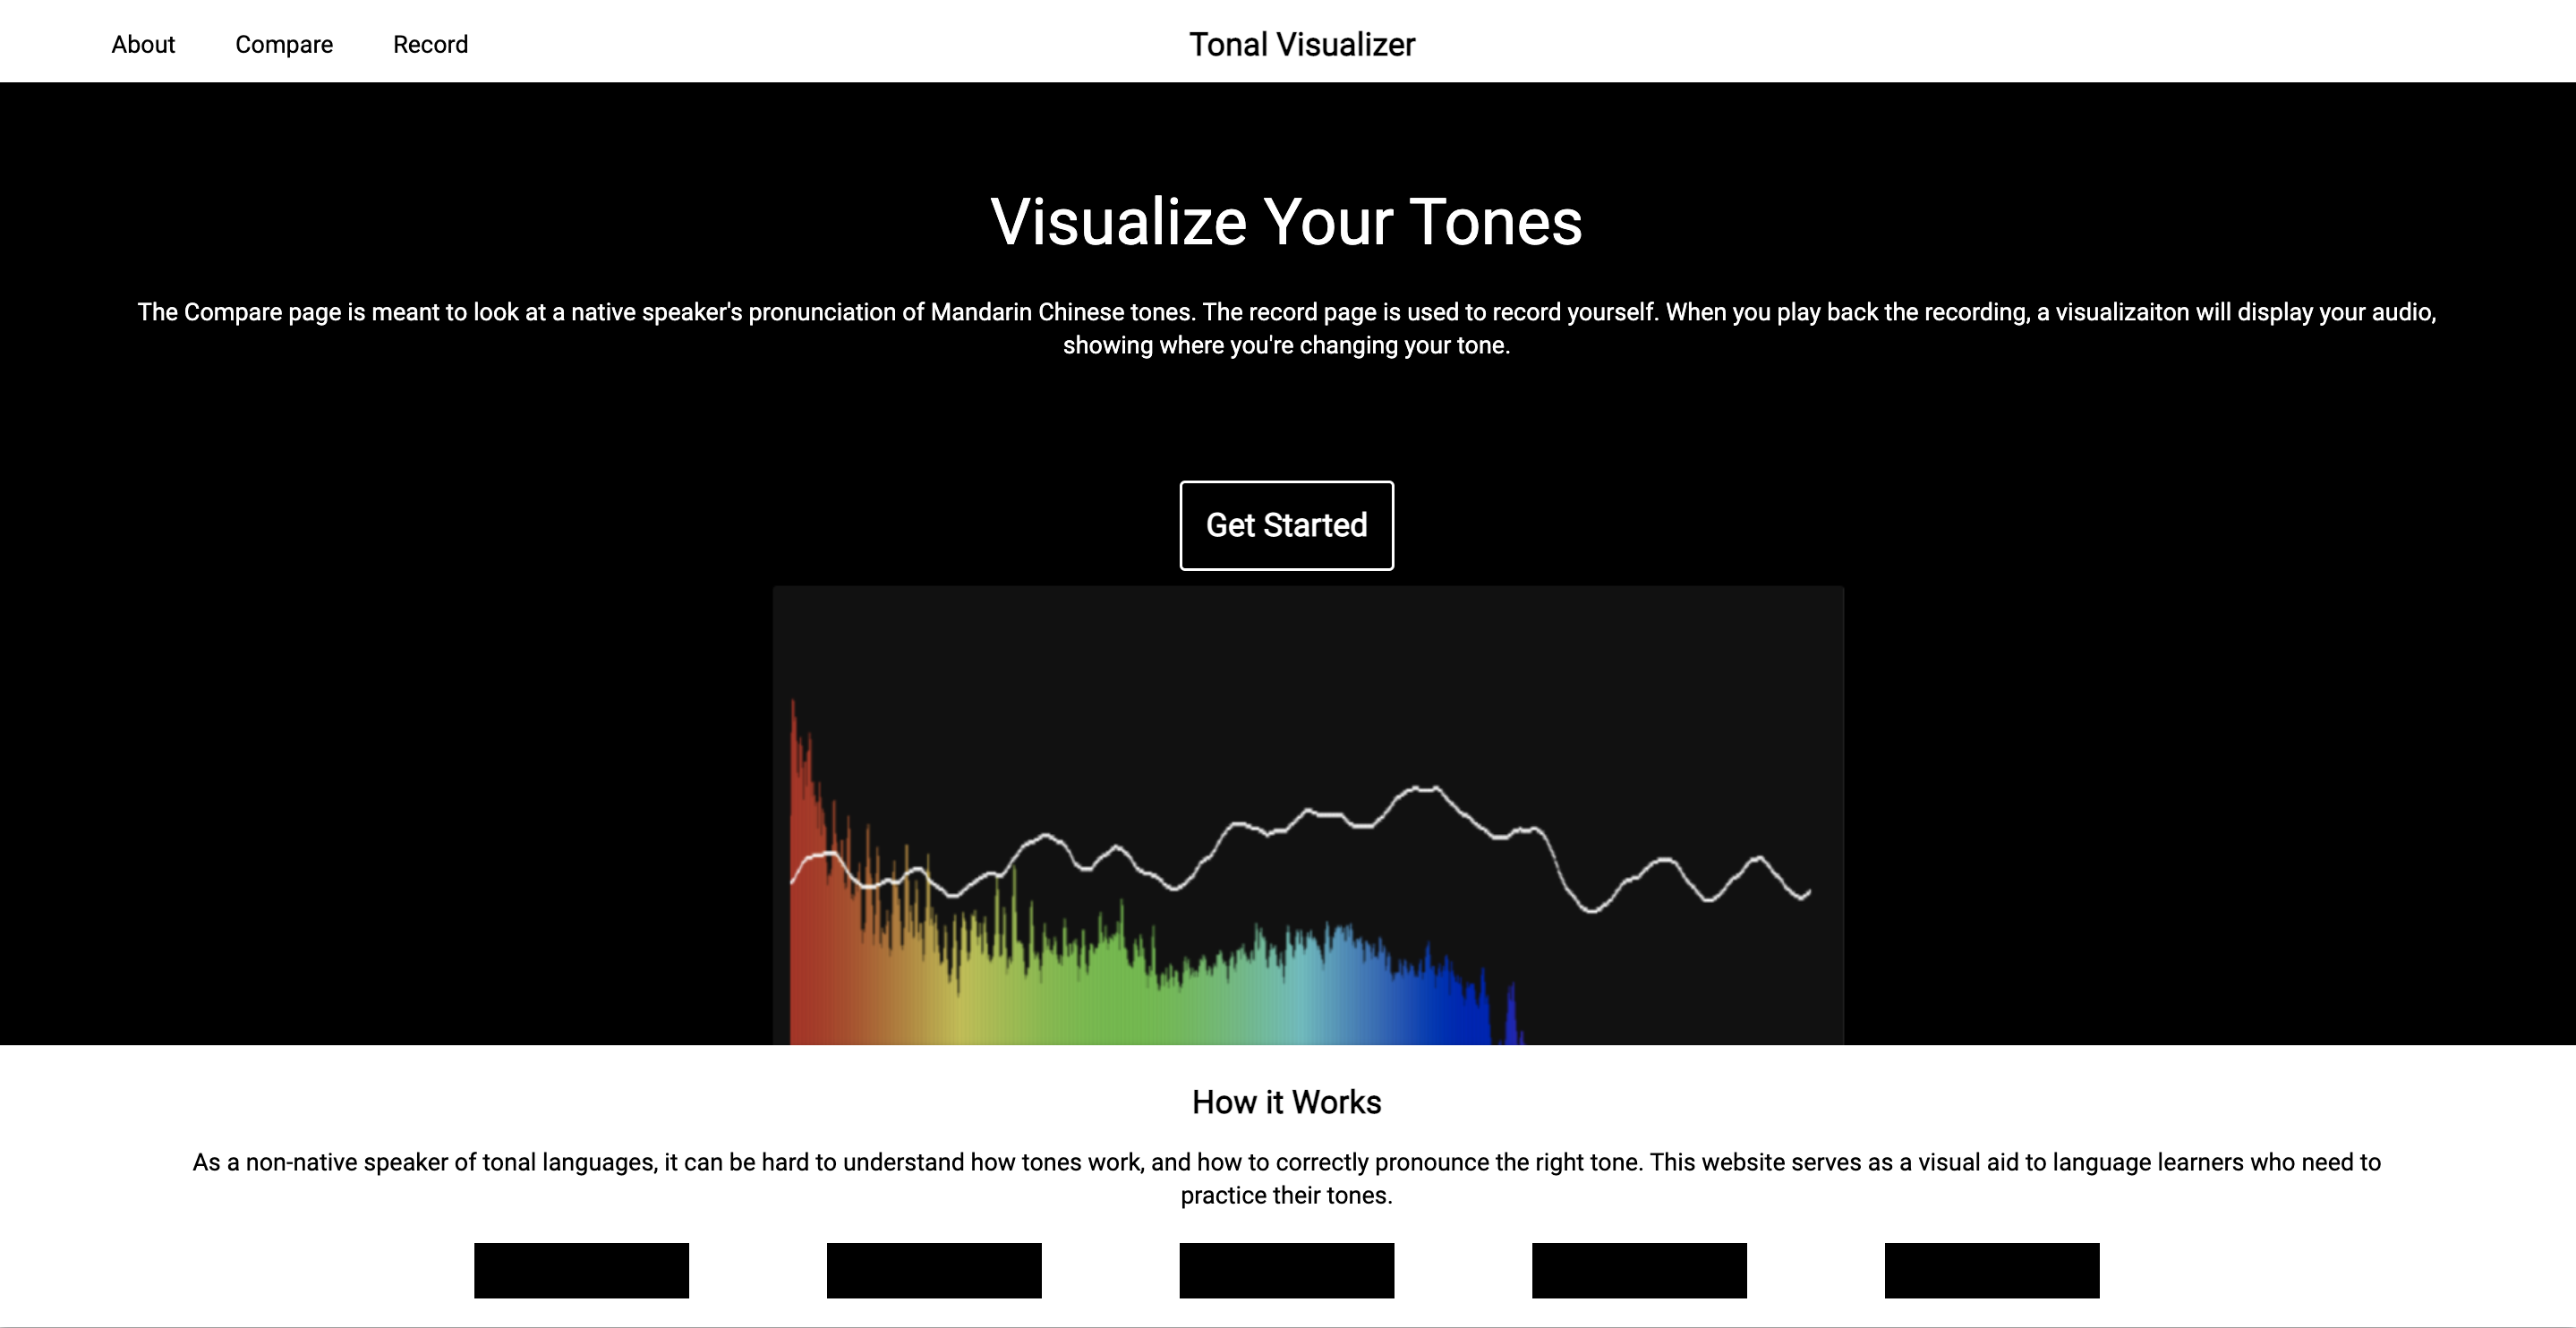 About Compare Record Tonal Visualizer
Visualize Your Tones
The Compare page is meant to look at a native speaker's pronunciation of Mandarin Chinese tones. The record page is used to record yourself. When you play back the recording, a visualizaiton will display your audio,
showing where you're changing your tone.
Get Started
How it Works
As a non-native speaker of tonal languages, it can be hard to understand how tones work, and how to correctly pronounce the right tone. This website serves as a visual aid to language learners who need to
practice their tones.